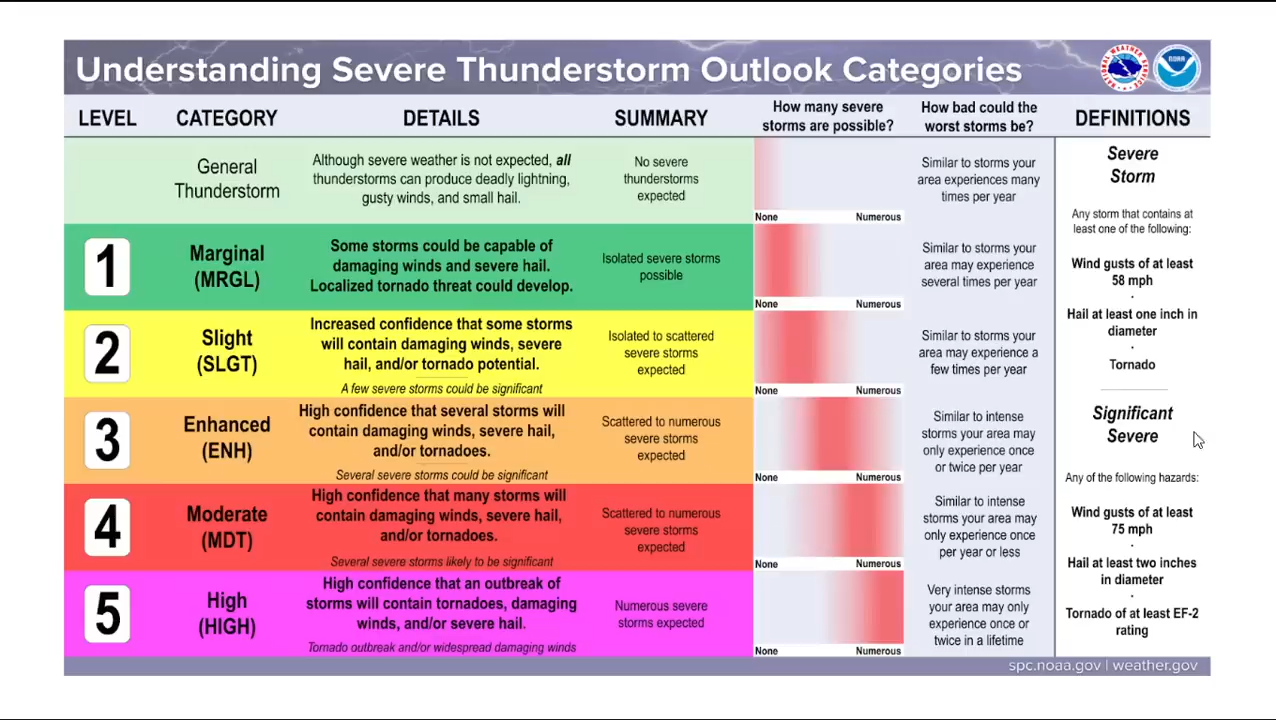 Understanding Severe Thunderstorm Outlook Categories
NOAA
LEVEL
CATEGORY
DETAILS
SUMMARY
How many severe
storms are possible?
How bad could the
worst storms be?
DEFINITIONS
General
Thunderstorm
Although severe weather is not expected, all
thunderstorms can produce deadly lightning,
gusty winds, and small hail.
No severe
thunderstorms
expected
None
Numerous
Similar to storms your
area experiences many
times per year
1
Marginal
(MRGL)
Some storms could be capable of
damaging winds and severe hail.
Localized tornado threat could develop.
Isolated severe storms
possible
None
Numerous
Similar to storms your
area may experience
several times per year
2
Slight
(SLGT)
Increased confidence that some storms
will contain damaging winds, severe
hail, and/or tornado potential.
A few severe storms could be significant
Isolated to scattered
severe storms
expected
None
Numerous
Similar to storms your
area may experience a
few times per year
3
Enhanced
(ENH)
High confidence that several storms will
contain damaging winds, severe hail,
and/or tornadoes.
Several severe storms could be significant
Scattered to numerous
severe storms
expected
None
Numerous
Similar to intense
storms your area may
only experience once
or twice per year
4
Moderate
(MDT)
High confidence that many storms will
contain damaging winds, severe hail,
and/or tornadoes.
Several severe storms likely to be significant
Scattered to numerous
severe storms
expected
None
Numerous
Similar to intense
storms your area may
only experience once
per year or less
5
High
(HIGH)
High confidence that an outbreak of
storms will contain tornadoes, damaging
winds, and/or severe hail.
Tornado outbreak and/or widespread damaging winds
Numerous severe
storms expected
None
Numerous
Very intense storms
your area may only
experience once or
twice in a lifetime
Severe
Storm
Any storm that contains at
least one of the following:
Wind gusts of at least
58 mph
Hail at least one inch in
diameter
Tornado
Significant
Severe
Any of the following hazards:
Wind gusts of at least
75 mph
Hail at least two inches
in diameter
Tornado of at least EF-2
rating
spc.noaa.gov | weather.gov